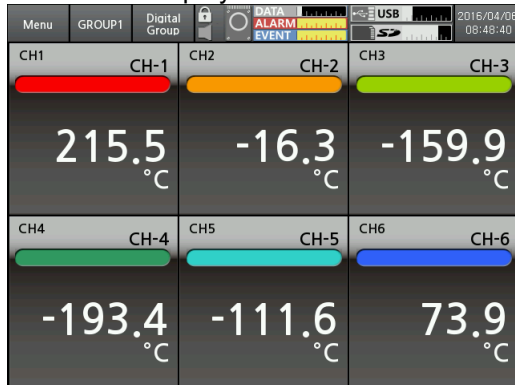 Menu
GROUP1
Digital
Group
DATA
ALARM
EVENT
USB
SD
2016/04/06
08:48:40
CH1
CH-1
215.5
°C
CH2
CH-2
-16.3
°C
CH3
CH-3
-159.9
°C
CH4
CH-4
-193.4
°C
CH5
CH-5
-111.6
°C
CH6
CH-6
73.9
°C